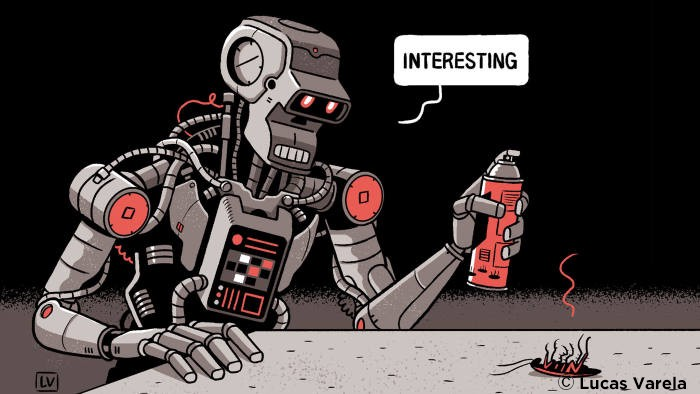 INTERESTING
LV
© Lucas Varela